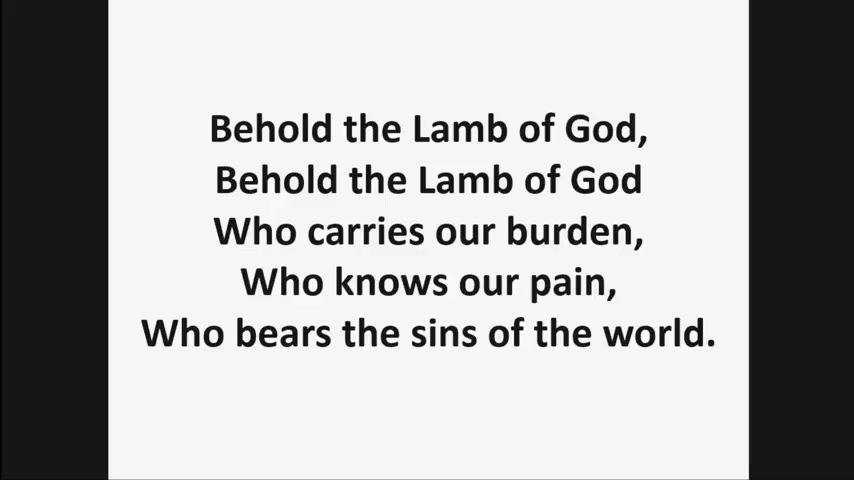 Behold the Lamb of God,
Behold the Lamb of God
Who carries our burden,
Who knows our pain,
Who bears the sins of the world.